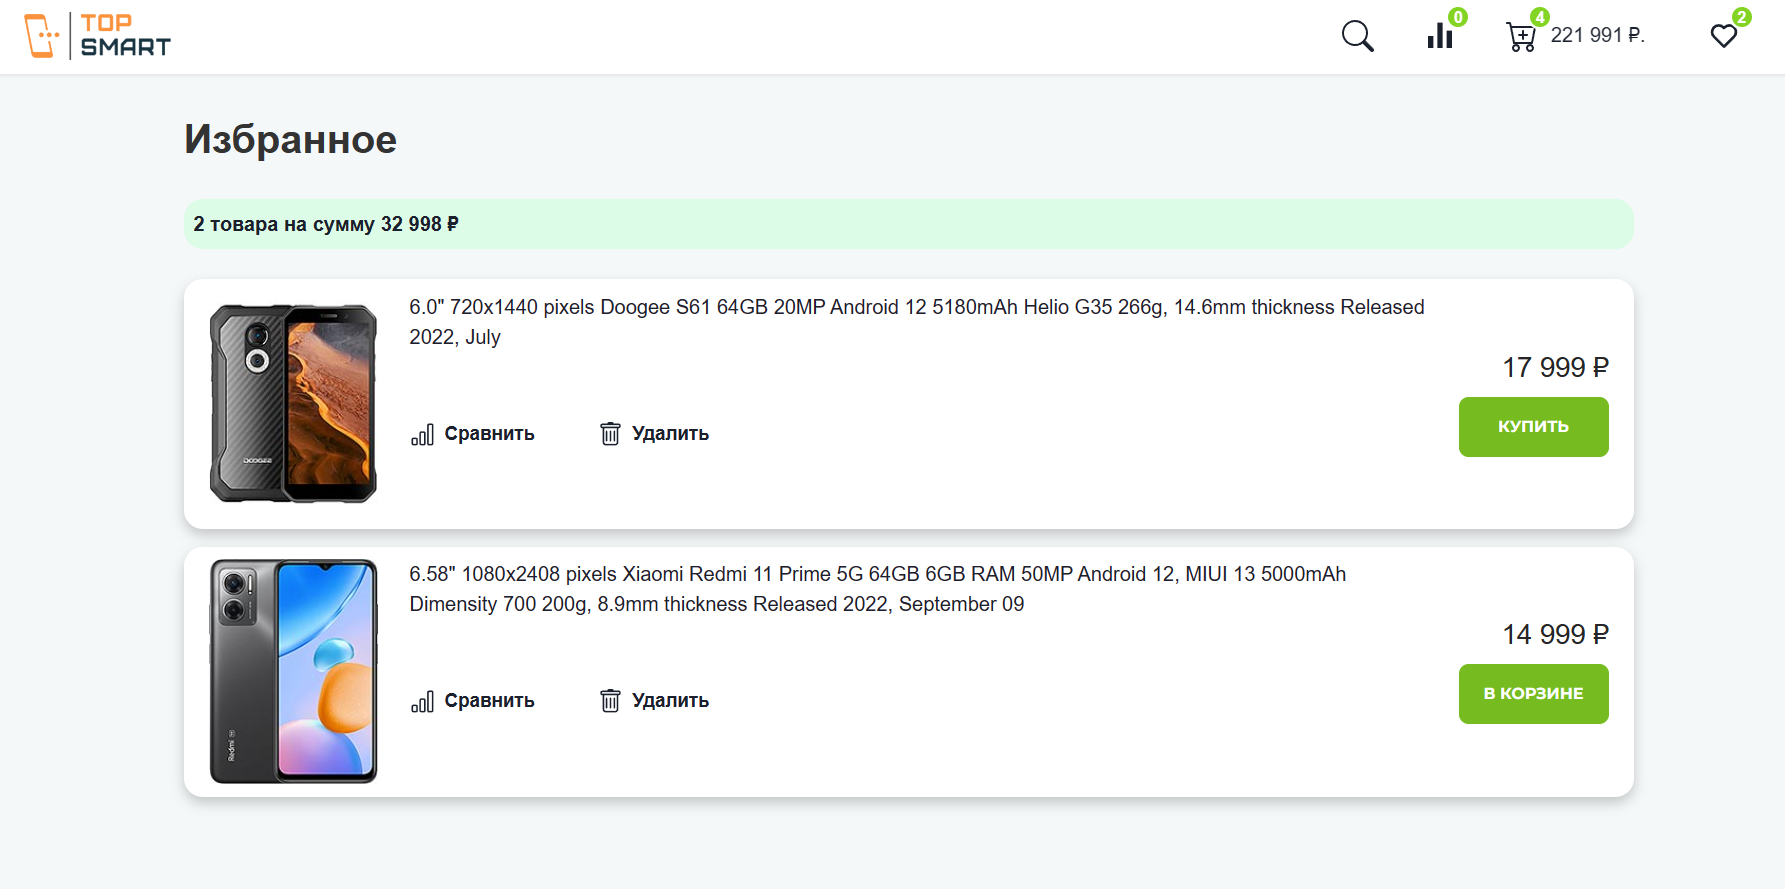 TOP
SMART
0
4
221 991 ₽.
2
Избранное
2 товара на сумму 32 998 ₽
6.0" 720x1440 pixels Doogee S61 64GB 20MP Android 12 5180mAh Helio G35 266g, 14.6mm thickness Released
2022, July
17 999 ₽
DOOGEE
Сравнить
Удалить
КУПИТЬ
6.58" 1080x2408 pixels Xiaomi Redmi 11 Prime 5G 64GB 6GB RAM 50MP Android 12, MIUI 13 5000mAh
Dimensity 700 200g, 8.9mm thickness Released 2022, September 09
14 999 ₽
Сравнить
Удалить
В КОРЗИНЕ
Redmi